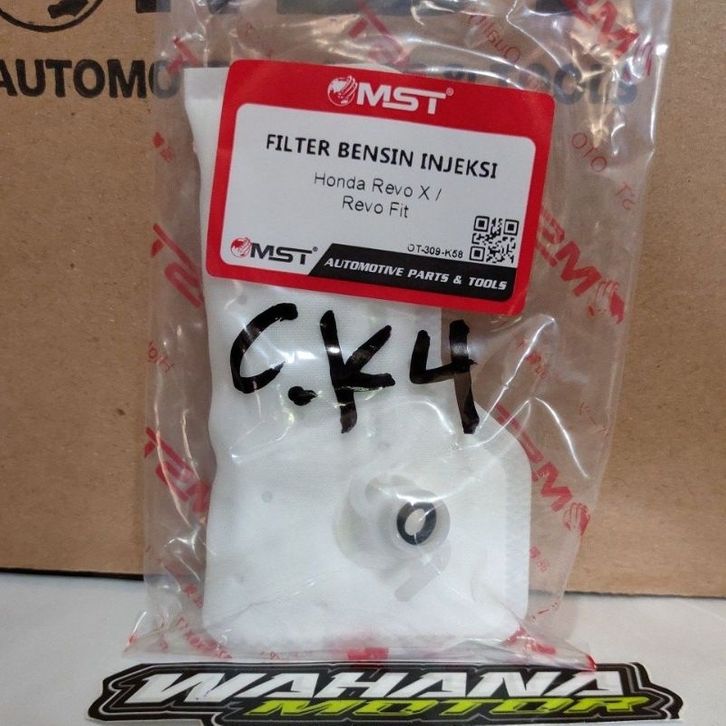 AUTOMO
MST®
FILTER BENSIN INJEKSI
Honda Revo X /
Revo Fit
OT-309-K58
MST®
AUTOMOTIVE PARTS & TOOLS
C.K4
WAHANA
MOTOR